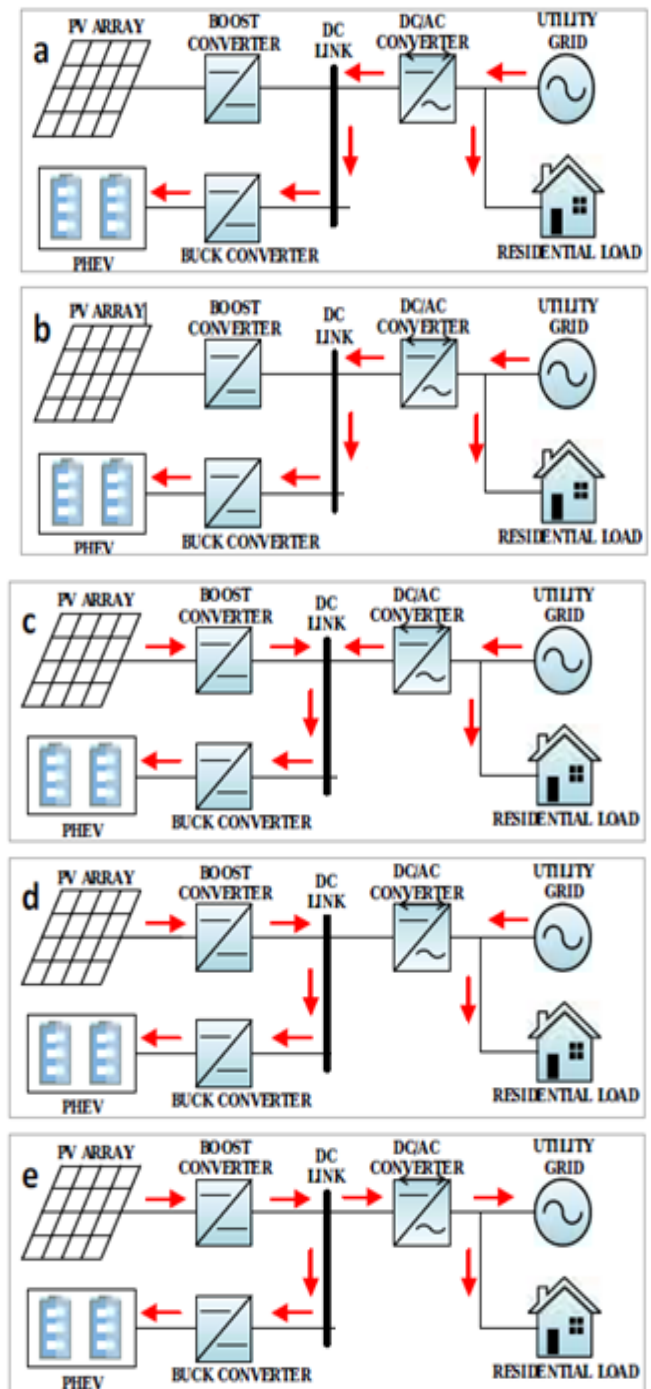 a
PV ARRAY
BOOST
CONVERTER
DC
LINK
DC/AC
CONVERTER
UTILITY
GRID
PHEV
BUCK CONVERTER
RESIDENTIAL LOAD
b
PV ARRAY
BOOST
CONVERTER
DC
LINK
DC/AC
CONVERTER
UTILITY
GRID
PHEV
BUCK CONVERTER
RESIDENTIAL LOAD
c
PV ARRAY
BOOST
CONVERTER
DC
LINK
DC/AC
CONVERTER
UTILITY
GRID
PHEV
BUCK CONVERTER
RESIDENTIAL LOAD
d
PV ARRAY
BOOST
CONVERTER
DC
LINK
DC/AC
CONVERTER
UTILITY
GRID
PHEV
BUCK CONVERTER
RESIDENTIAL LOAD
e
PV ARRAY
BOOST
CONVERTER
DC
LINK
DC/AC
CONVERTER
UTILITY
GRID
PHEV
BUCK CONVERTER
RESIDENTIAL LOAD